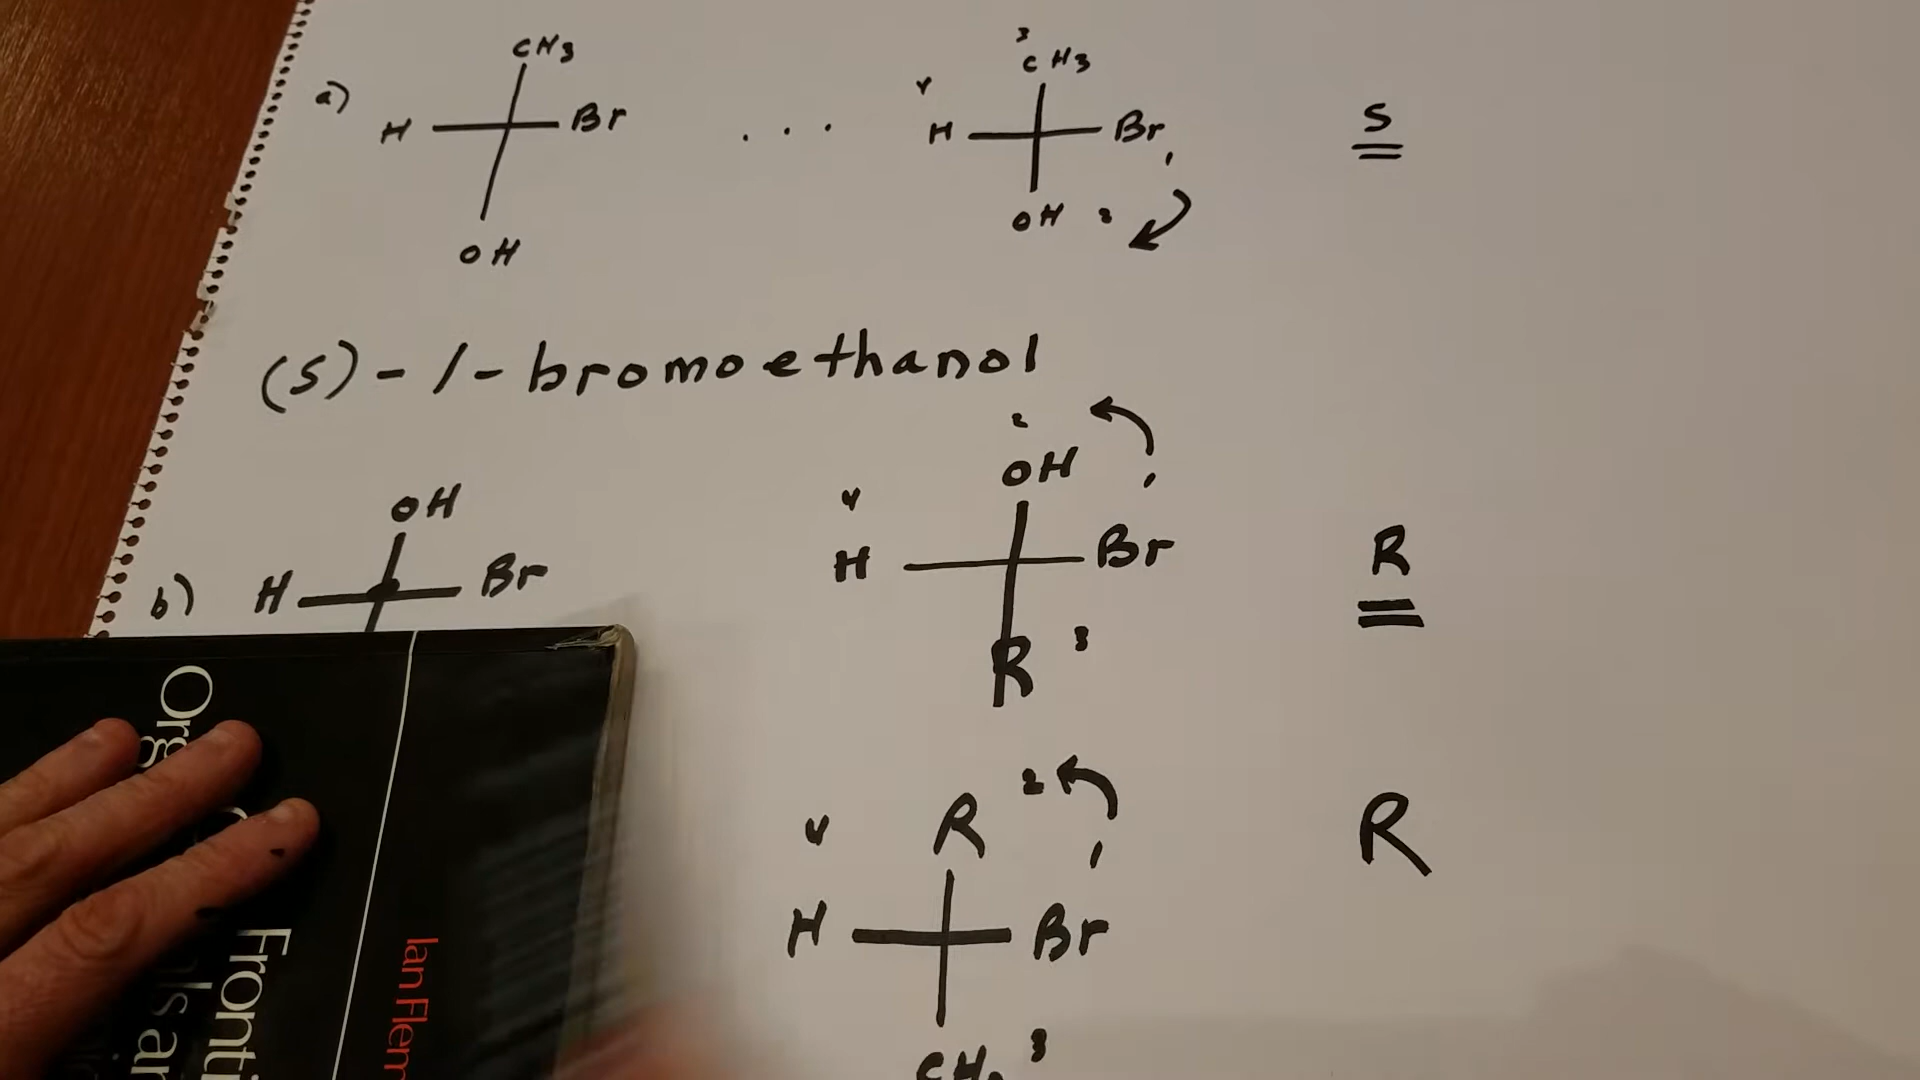 CH3
a) H Br
OH
...
3
CH3
4
H Br 1
OH 2
S
(S)-1-bromoethanol
OH
b) H Br
2
OH
4 1
H Br
R 3
R
R 2
4 1
H Br
3
R
Ian Flem
Fronti